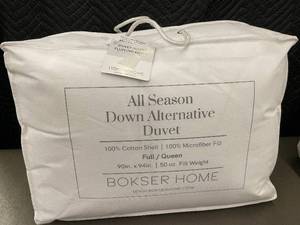 All Season
Down Alternative
Duvet
100% Cotton Shell | 100% Microfiber Fill
Full / Queen
90in. x 94in. | 50 oz. Fill Weight
BOKSER HOME